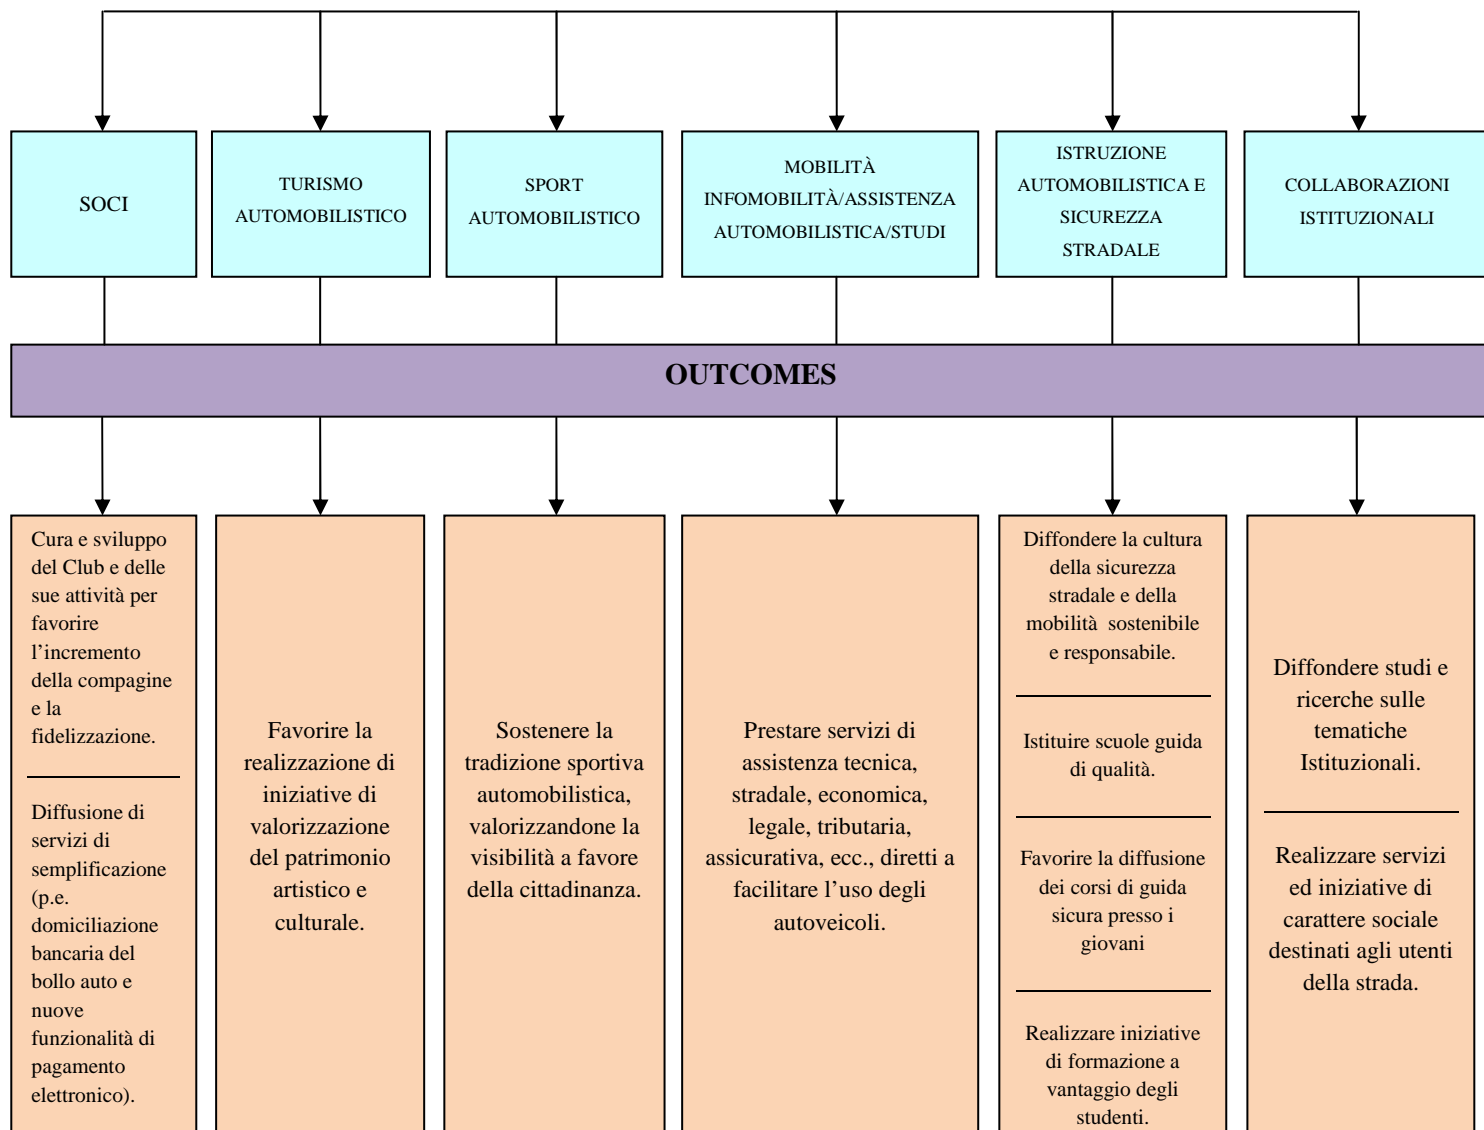 SOCI
TURISMO
AUTOMOBILISTICO
SPORT
AUTOMOBILISTICO
MOBILITÀ
INFOMOBILITÀ/ASSISTENZA
AUTOMOBILISTICA/STUDI
ISTRUZIONE
AUTOMOBILISTICA E
SICUREZZA
STRADALE
COLLABORAZIONI
ISTITUZIONALI
OUTCOMES
Cura e sviluppo
del Club e delle
sue attività per
favorire
l’incremento
della compagine
e la
fidelizzazione.
Diffusione di
servizi di
semplificazione
(p.e.
domiciliazione
bancaria del
bollo auto e
nuove
funzionalità di
pagamento
elettronico).
Favorire la
realizzazione di
iniziative di
valorizzazione
del patrimonio
artistico e
culturale.
Sostenere la
tradizione sportiva
automobilistica,
valorizzandone la
visibilità a favore
della cittadinanza.
Prestare servizi di
assistenza tecnica,
stradale, economica,
legale, tributaria,
assicurativa, ecc., diretti a
facilitare l’uso degli
autoveicoli.
Diffondere la cultura
della sicurezza
stradale e della
mobilità  sostenibile
e responsabile.
Istituire scuole guida
di qualità.
Favorire la diffusione
dei corsi di guida
sicura presso i
giovani
Realizzare iniziative
di formazione a
vantaggio degli
studenti.
Diffondere studi e
ricerche sulle
tematiche
Istituzionali.
Realizzare servizi
ed iniziative di
carattere sociale
destinati agli utenti
della strada.